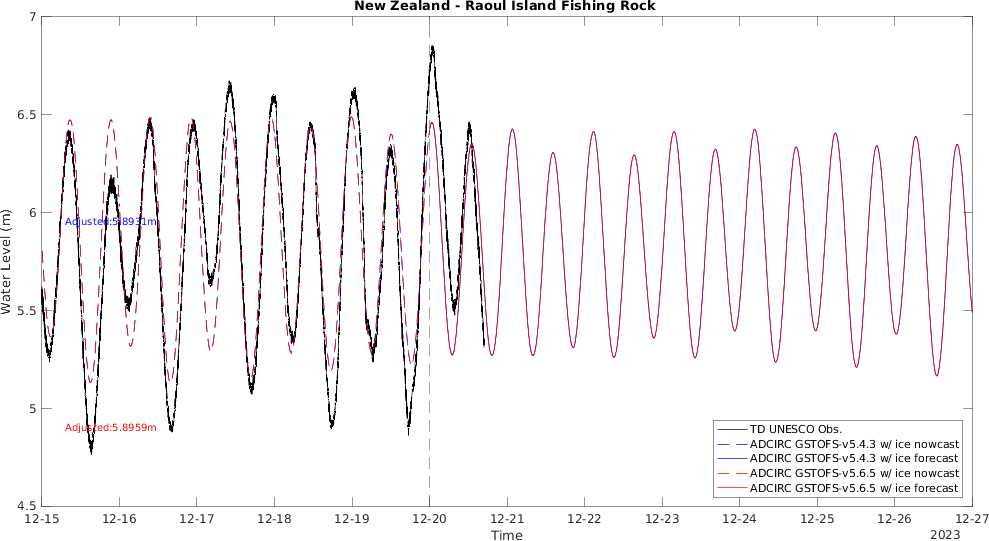 New Zealand - Raoul Island Fishing Rock
7
6.5
6
5.5
5
4.5
Water Level (m)
Adjusted:5.8931m
Adjusted:5.8959m
TD UNESCO Obs.
ADCIRC GSTOFS-v5.4.3 w/ ice nowcast
ADCIRC GSTOFS-v5.4.3 w/ ice forecast
ADCIRC GSTOFS-v5.6.5 w/ ice nowcast
ADCIRC GSTOFS-v5.6.5 w/ ice forecast
12-15 12-16 12-17 12-18 12-19 12-20 12-21 12-22 12-23 12-24 12-25 12-26 12-27
Time
2023